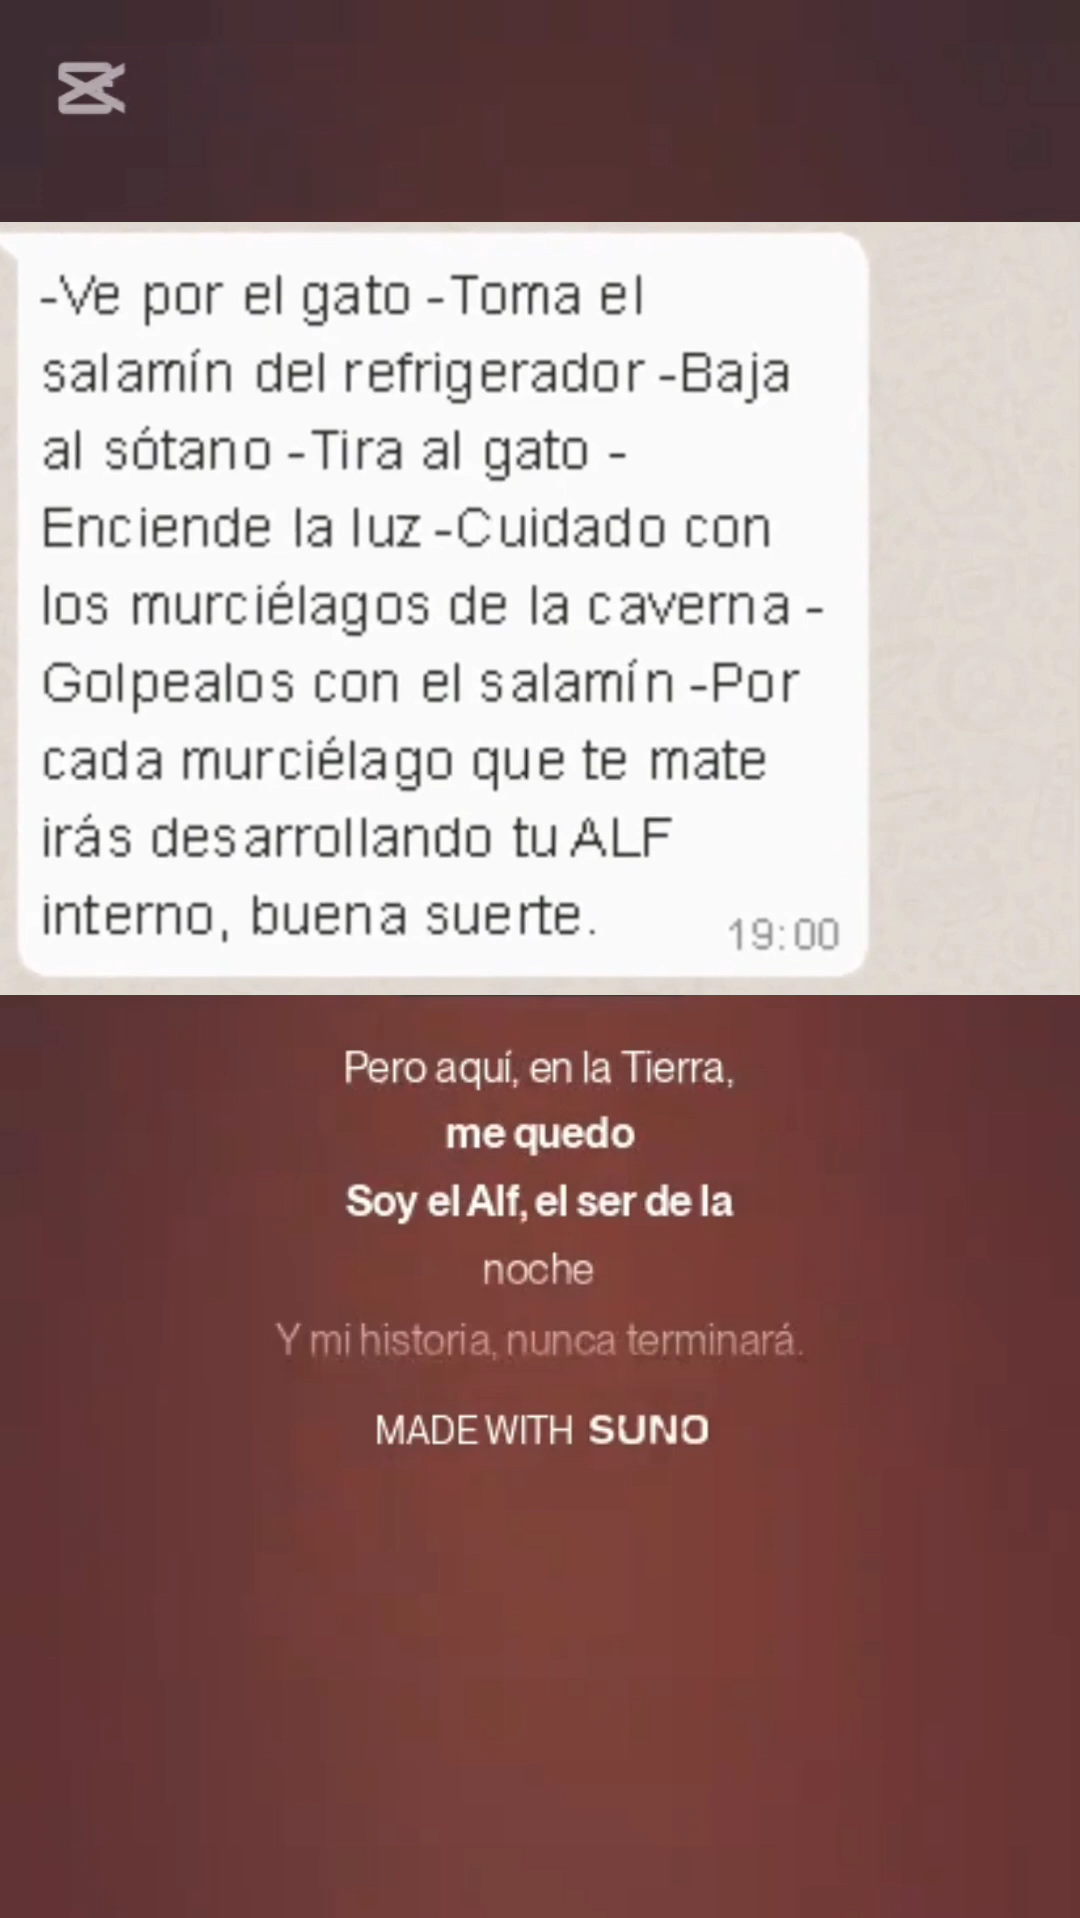 -Ve por el gato -Toma el
salamín del refrigerador -Baja
al sótano -Tira al gato -
Enciende la luz -Cuidado con
los murciélagos de la caverna -
Golpealos con el salamín -Por
cada murciélago que te mate
irás desarrollando tu ALF
interno, buena suerte.
19:00
Pero aquí, en la Tierra,
me quedo
Soy el Alf, el ser de la
noche
Y mi historia, nunca terminará.
MADE WITH SUNO